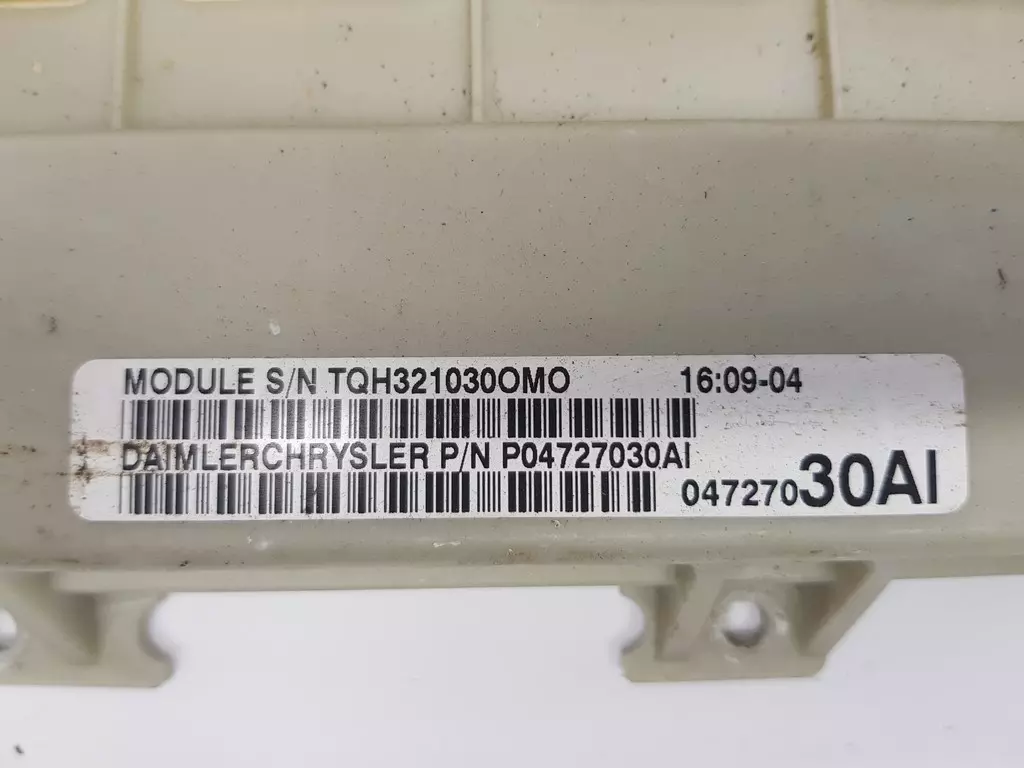 MODULE S/N TQH321030OMO 16:09-04
DAIMLERCHRYSLER P/N P04727030AI
04727030AI